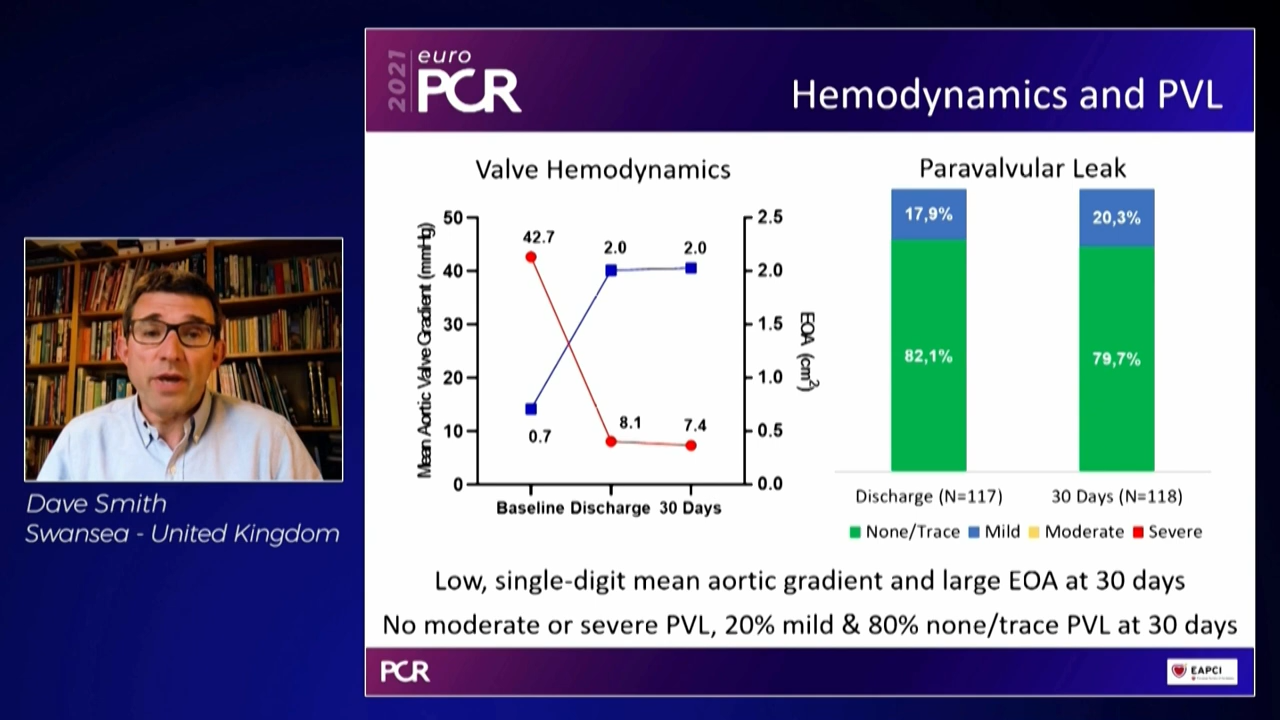 2021
euro
PCR
Hemodynamics and PVL
Valve Hemodynamics
Mean Aortic Valve Gradient (mmHg)
50
40
30
20
10
0
42.7
2.0
2.0
0.7
8.1
7.4
2.5
2.0
1.5
1.0
0.5
0.0
EOA (cm²)
Baseline Discharge 30 Days
Paravalvular Leak
17,9%
20,3%
82,1%
79,7%
Discharge (N=117) 30 Days (N=118)
None/Trace Mild Moderate Severe
Low, single-digit mean aortic gradient and large EOA at 30 days
No moderate or severe PVL, 20% mild & 80% none/trace PVL at 30 days
PCR
EAPCI
Dave Smith
Swansea - United Kingdom